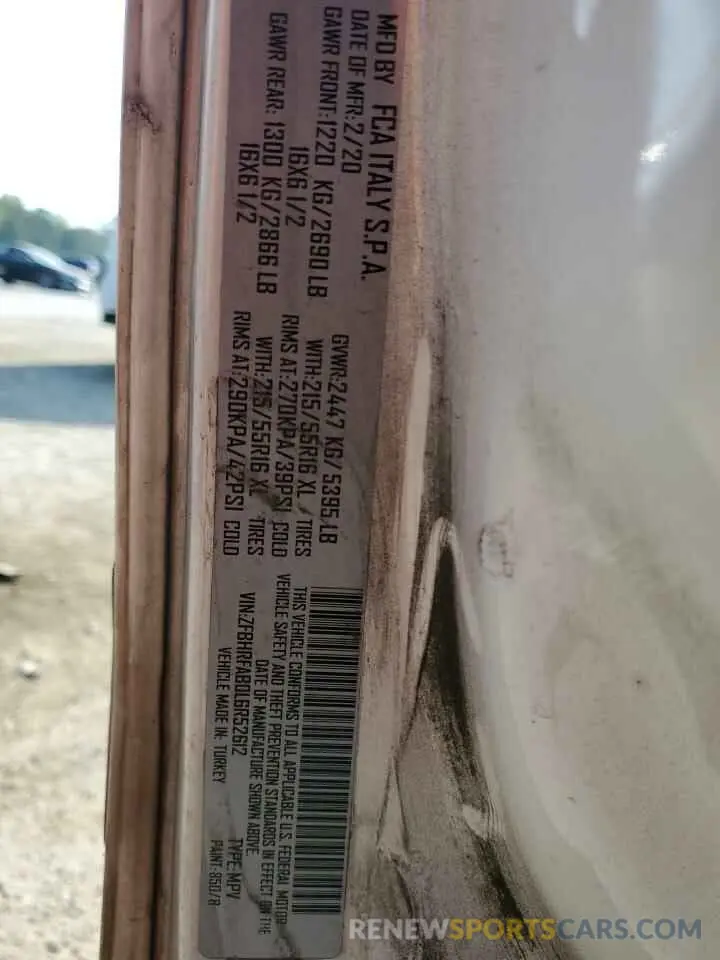 MFD BY FCA ITALY S.P.A.
DATE OF MFR:2/20 GVWR:2447 KG/5395 LB
GAWR FRONT:1220 KG/2690 LB WITH:215/55R16 XL TIRES
16X6 1/2 RIMS AT:270KPA/39PSI COLD
GAWR REAR: 1300 KG/2866 LB WITH:215/55R16 XL TIRES
16X6 1/2 RIMS AT:290KPA/42PSI COLD
THIS VEHICLE CONFORMS TO ALL APPLICABLE U.S. FEDERAL MOTOR
VEHICLE SAFETY AND THEFT PREVENTION STANDARDS IN EFFECT ON THE
DATE OF MANUFACTURE SHOWN ABOVE.
VIN:ZFBHRFAB0L6R52612 TYPE:MPV
VEHICLE MADE IN: TURKEY PAINT:
RENEWSPORTSCARS.COM